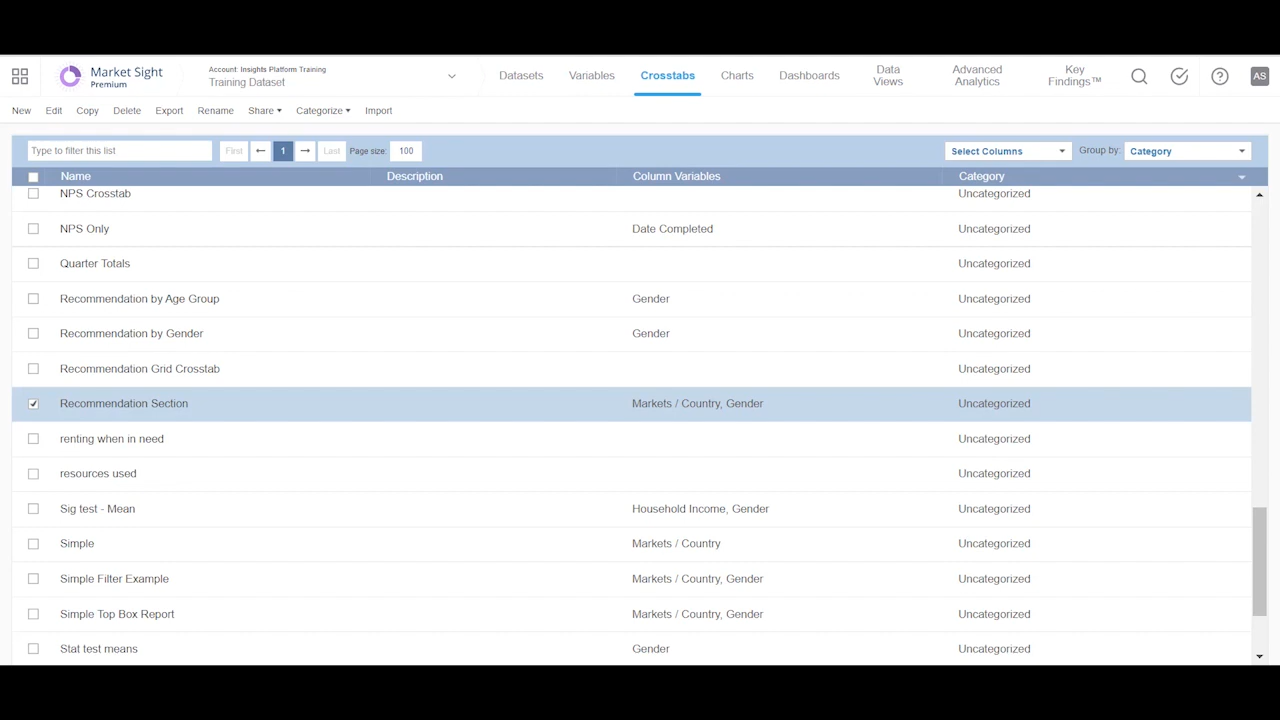 Market Sight
Premium
Account: Insights Platform Training
Training Dataset
Datasets
Variables
Crosstabs
Charts
Dashboards
Data
Views
Advanced
Analytics
Key
Findings™
AS
New Edit Copy Delete Export Rename Share Categorize Import
Type to filter this list First ← 1 → Last Page size: 100 Select Columns Group by: Category
Name Description Column Variables Category
NPS Crosstab Uncategorized
NPS Only Date Completed Uncategorized
Quarter Totals Uncategorized
Recommendation by Age Group Gender Uncategorized
Recommendation by Gender Gender Uncategorized
Recommendation Grid Crosstab Uncategorized
Recommendation Section Markets / Country, Gender Uncategorized
renting when in need Uncategorized
resources used Uncategorized
Sig test - Mean Household Income, Gender Uncategorized
Simple Markets / Country Uncategorized
Simple Filter Example Markets / Country, Gender Uncategorized
Simple Top Box Report Markets / Country, Gender Uncategorized
Stat test means Gender Uncategorized